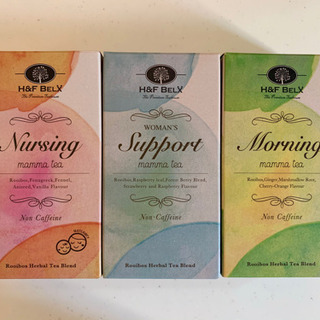 H&F BELX
The Premium Teahouse
Nursing
mamma tea
Rooibos, Fenugreek, Fennel,
Aniseed, Vanilla Flavour
Non Caffeine
Rooibos Herbal Tea Blend
H&F BELX
The Premium Teahouse
WOMAN'S
Support
mamma tea
Rooibos, Raspberry leaf, Forest Berry Blend,
Strawberry and Raspberry Flavour
Non Caffeine
Rooibos Herbal Tea Blend
H&F BELX
The Premium Teahouse
Morning
mamma tea
Rooibos, Ginger, Marshmallow Root,
Cherry-Orange Flavour
Non Caffeine
Rooibos Herbal Tea Blend